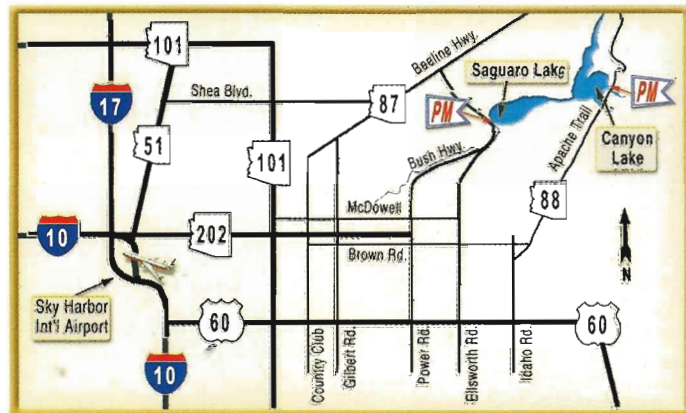 101
17
Shea Blvd.
Beeline Hwy.
87
Saguaro Lake
PM
PM
51
101
Bush Hwy.
Apache Trail
Canyon
Lake
88
McDowell
10
202
Brown Rd.
N
Sky Harbor
Int'l Airport
60
60
10
Country Club
Gilbert Rd.
Power Rd.
Ellsworth Rd.
Idaho Rd.